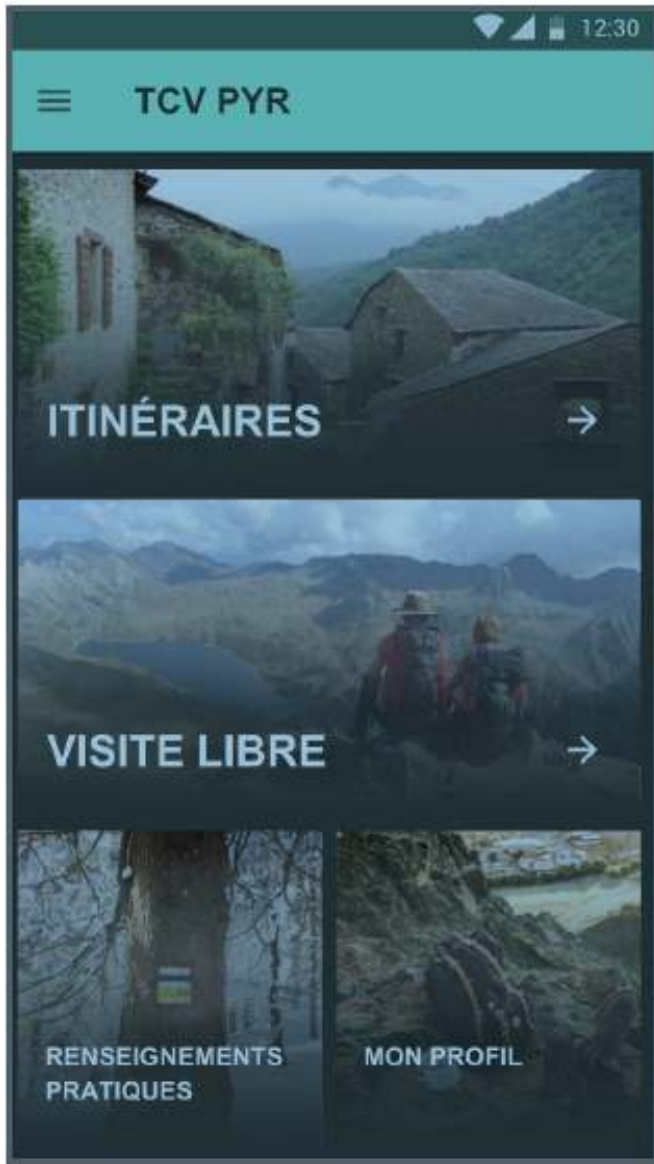 12:30
TCV PYR
ITINÉRAIRES
VISITE LIBRE
RENSEIGNEMENTS
PRATIQUES
MON PROFIL